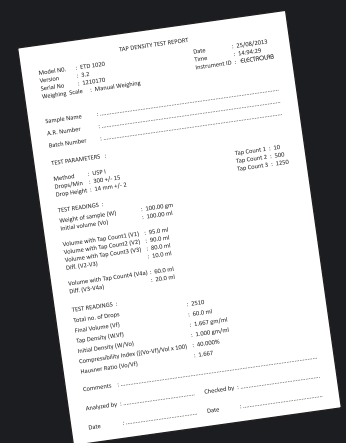 TAP DENSITY TEST REPORT
Model NO. : ETD 1020
Version : 3.2
Serial No : 1210170
Weighing Scale : Manual Weighing
Date : 25/08/2013
Time : 14:94:29
Instrument ID : ELECTROLAB
Sample Name :
A.R. Number :
Batch Number :
TEST PARAMETERS :
Method : USP I
Drops/Min : 300 +/- 15
Drop Height : 14 mm +/- 2
Tap Count 1 : 10
Tap Count 2 : 500
Tap Count 3 : 1250
TEST READINGS :
Weight of sample (W) : 100.00 gm
Initial volume (Vo) : 100.00 ml
Volume with Tap Count1 (V1) : 95.0 ml
Volume with Tap Count2 (V2) : 90.0 ml
Volume with Tap Count3 (V3) : 80.0 ml
Diff. (V2-V3) : 10.0 ml
Volume with Tap Count4 (V4a) : 60.0 ml
Diff. (V3-V4a) : 20.0 ml
TEST READINGS :
Total no. of Drops : 2510
Final Volume (Vf) : 60.0 ml
Tap Density (W/Vf) : 1.667 gm/ml
Initial Density (W/Vo) : 1.000 gm/ml
Compressibility Index ([(Vo-Vf)/Vo] x 100) : 40.000%
Hausner Ratio (Vo/Vf) : 1.667
Comments :
Analyzed by :
Checked by :
Date :
Date :